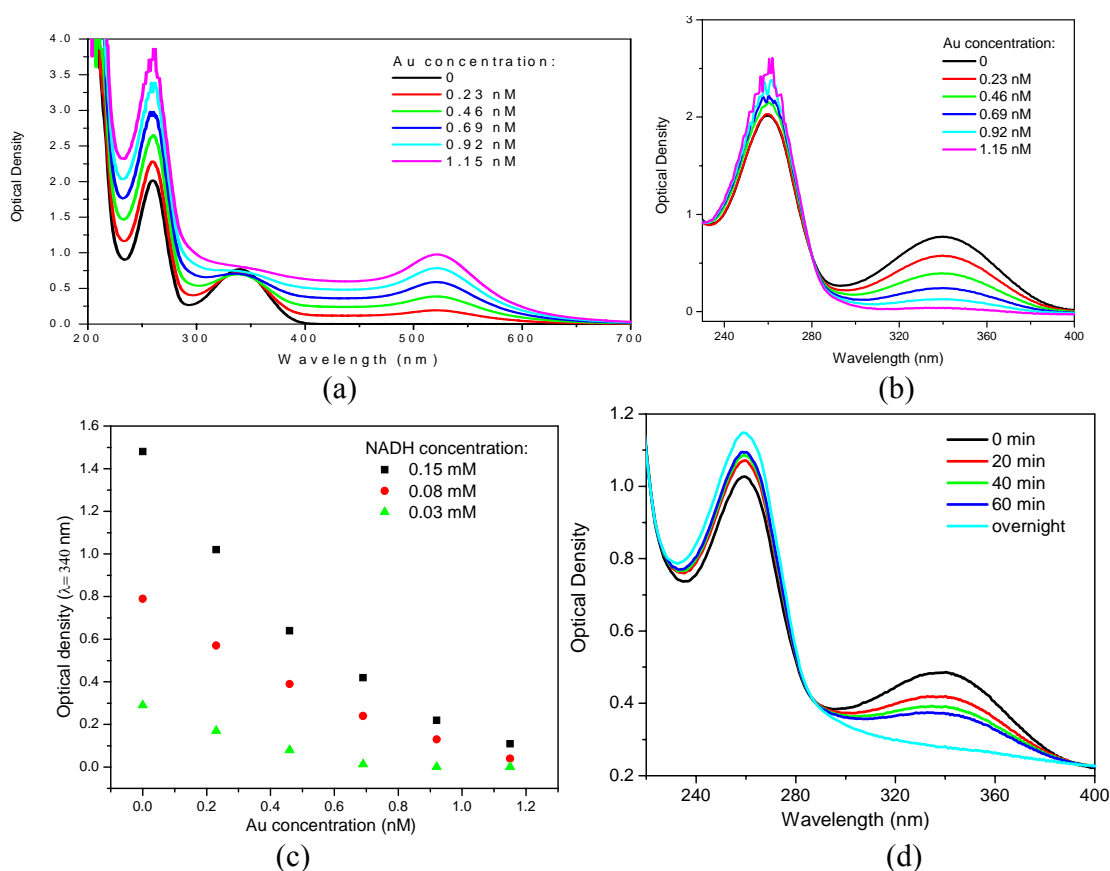 4.0
3.5
3.0
2.5
2.0
1.5
1.0
0.5
0.0
200 300 400 500 600 700
Optical Density
Wavelength (nm)
Au concentration:
0
0.23 nM
0.46 nM
0.69 nM
0.92 nM
1.15 nM
(a)
3
2
1
0
240 280 320 360 400
Optical Density
Wavelength (nm)
Au concentration:
0
0.23 nM
0.46 nM
0.69 nM
0.92 nM
1.15 nM
(b)
1.6
1.4
1.2
1.0
0.8
0.6
0.4
0.2
0.0
0.0 0.2 0.4 0.6 0.8 1.0 1.2
Optical density (λ= 340 nm)
Au concentration (nM)
NADH concentration:
0.15 mM
0.08 mM
0.03 mM
(c)
1.2
1.0
0.8
0.6
0.4
0.2
240 280 320 360 400
Optical Density
Wavelength (nm)
0 min
20 min
40 min
60 min
overnight
(d)